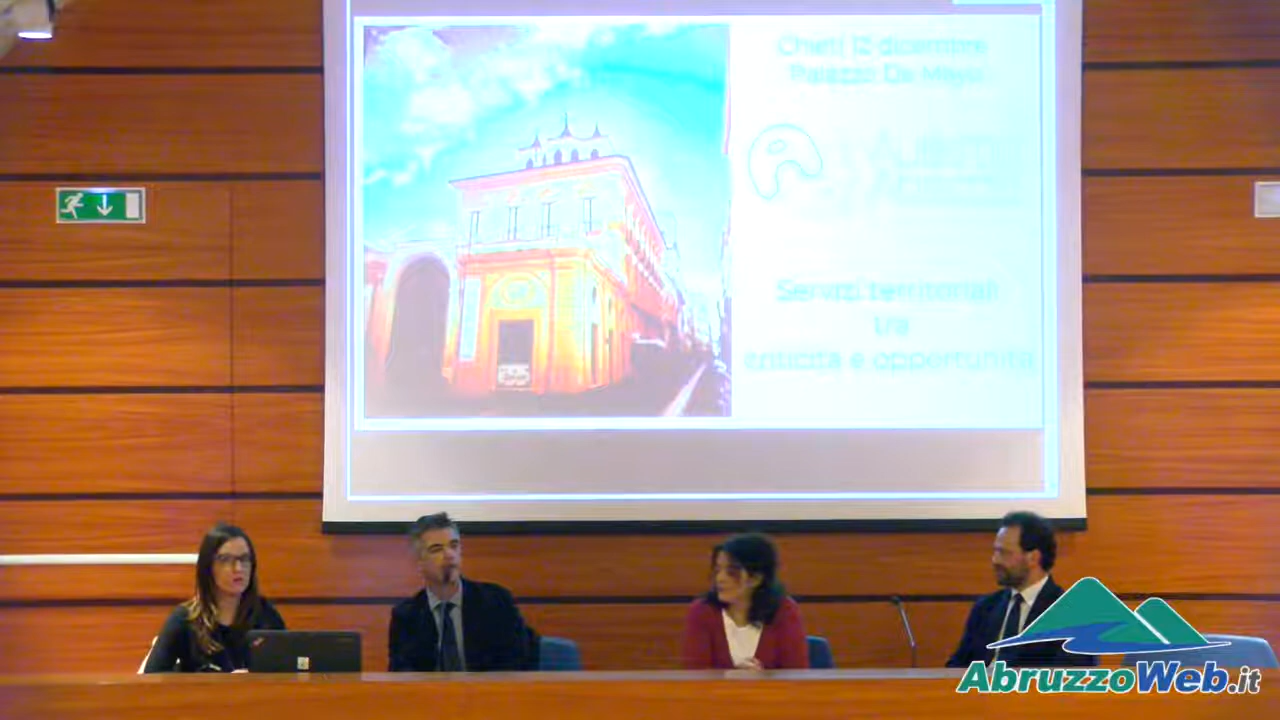 Chieti 12 dicembre
Palazzo De Mayo
Servizi territoriali
tra
criticità e opportunità
AbruzzoWeb.it